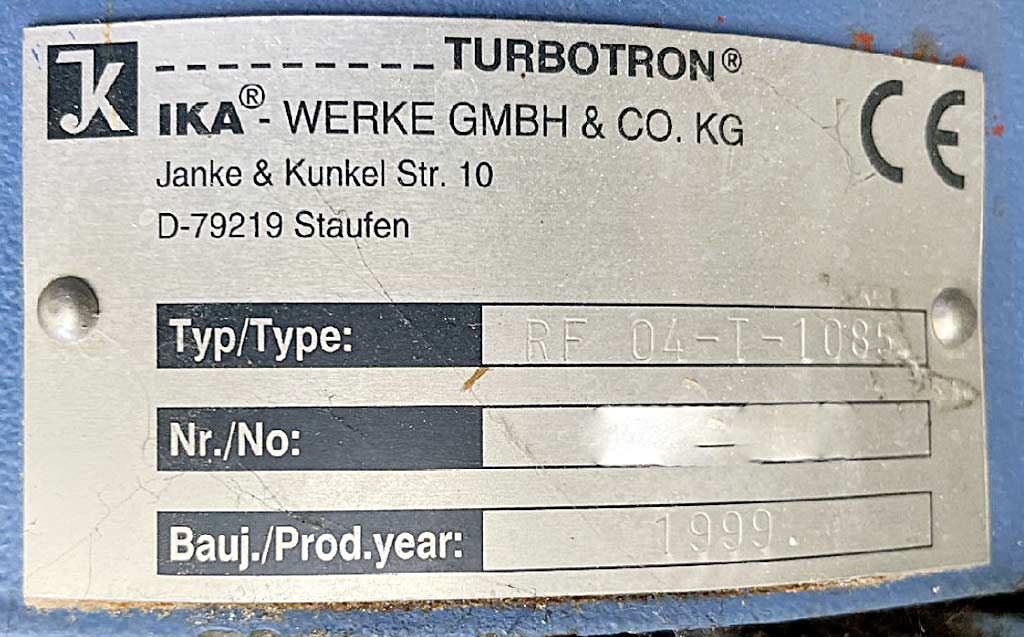 JK
_ _ _ _ _ _ _ _ _ TURBOTRON®
IKA® - WERKE GMBH & CO. KG
CE
Janke & Kunkel Str. 10
D-79219 Staufen
Typ/Type: RF 04-T-1085
Nr./No:
Bauj./Prod.year: 1999.